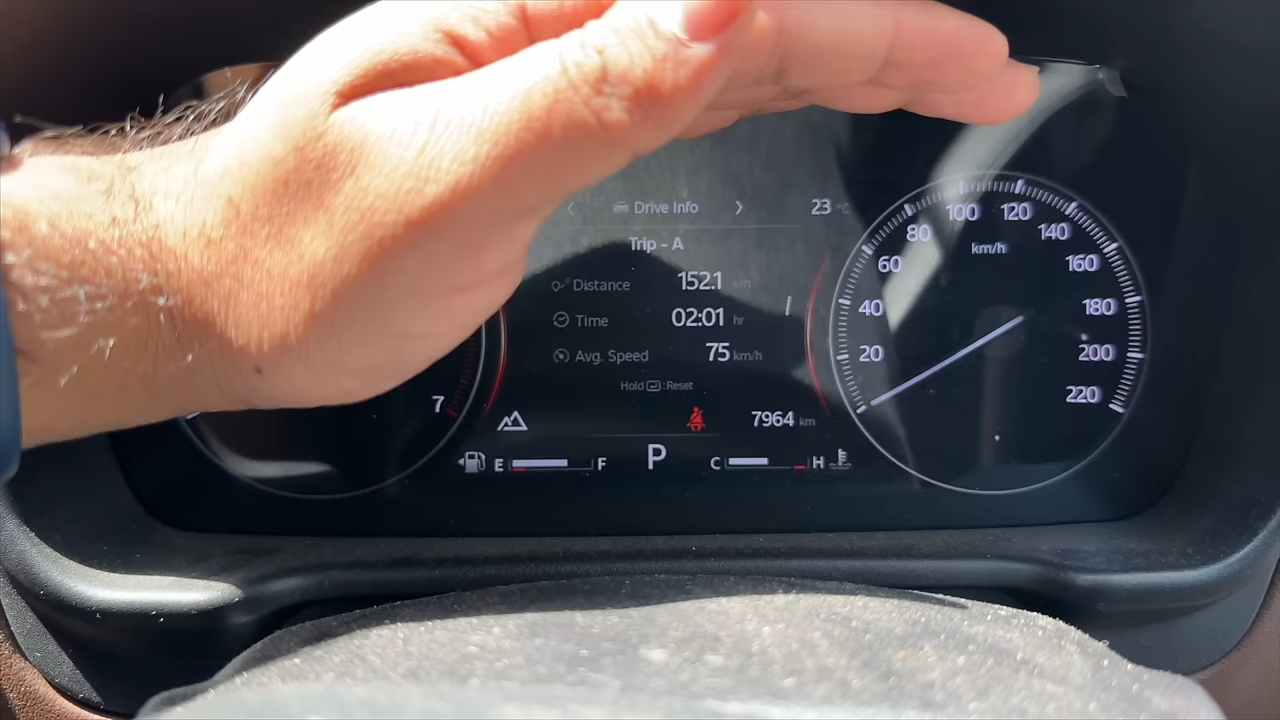 Drive Info
23 °C
Trip - A
Distance 152.1 km
Time 02:01 hr
Avg. Speed 75 km/h
Hold :Reset
7964 km
E F
P
C H
7
km/h
20
40
60
80
100
120
140
160
180
200
220